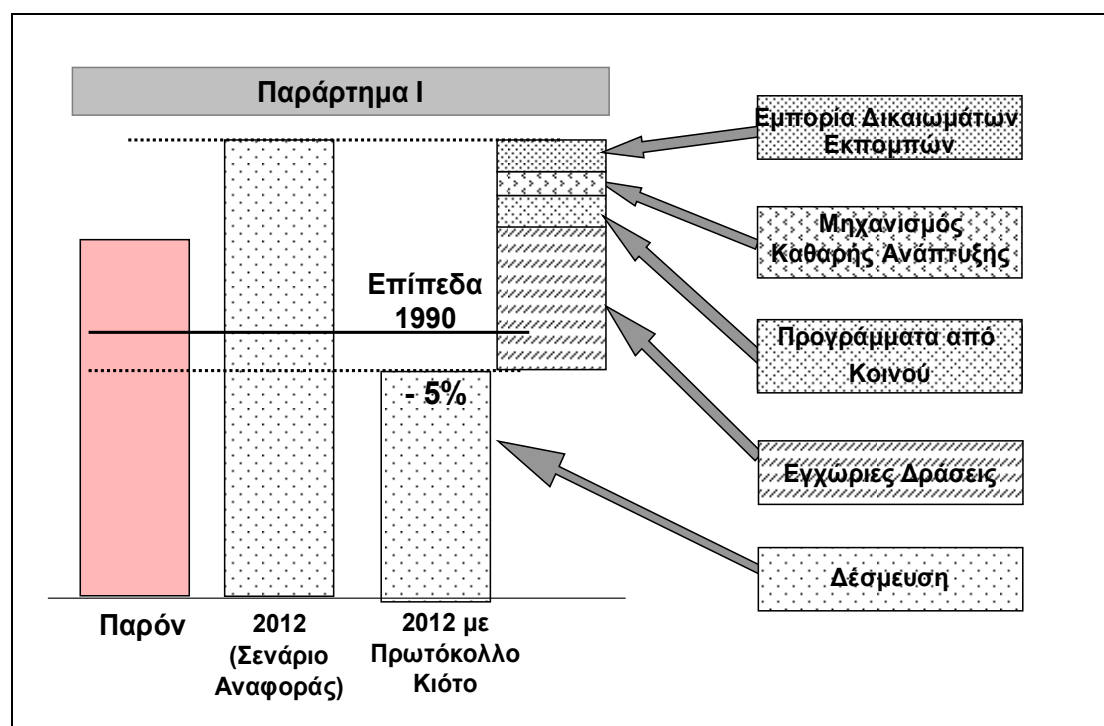 Παράρτημα Ι
Εμπορία Δικαιωμάτων
Εκπομπών
Μηχανισμός
Καθαρής Ανάπτυξης
Επίπεδα
1990
Προγράμματα από
Κοινού
- 5%
Εγχώριες Δράσεις
Δέσμευση
Παρόν
2012
(Σενάριο
Αναφοράς)
2012 με
Πρωτόκολλο
Κιότο